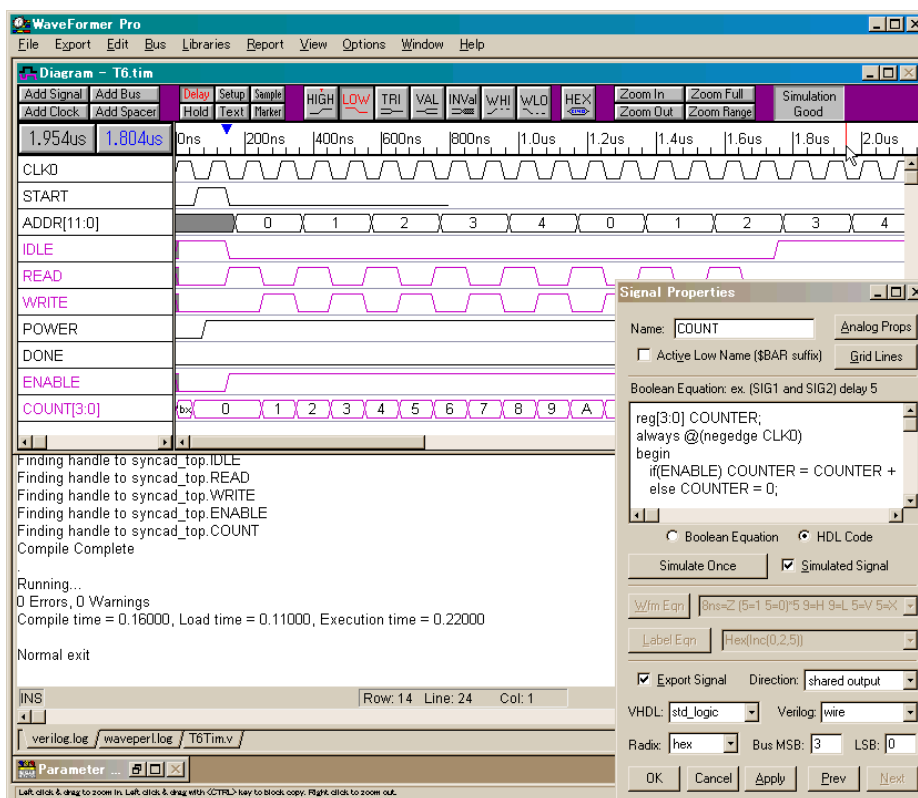 WaveFormer Pro
File Export Edit Bus Libraries Report View Options Window Help
Diagram - T6.tim
Add Signal Add Bus Delay Setup Sample HIGH LOW TRI VAL INVal WHI WLO HEX Zoom In Zoom Full Simulation Good
Add Clock Add Spacer Hold Text Marker Zoom Out Zoom Range
1.954us 1.804us 0ns 200ns 400ns 600ns 800ns 1.0us 1.2us 1.4us 1.6us 1.8us 2.0us
CLK0
START
ADDR[11:0] 0 1 2 3 4 0 1 2 3 4
IDLE
READ
WRITE
POWER
DONE
ENABLE
COUNT[3:0] bx 0 1 2 3 4 5 6 7 8 9 A
Finding handle to syncad_top.IDLE
Finding handle to syncad_top.READ
Finding handle to syncad_top.WRITE
Finding handle to syncad_top.ENABLE
Finding handle to syncad_top.COUNT
Compile Complete
.
Running...
0 Errors, 0 Warnings
Compile time = 0.16000, Load time = 0.11000, Execution time = 0.22000
Normal exit
INS Row: 14 Line: 24 Col: 1
verilog.log waveperl.log T6Tim.v
Parameter ...
Left click & drag to zoom in. Left click & drag with <CTRL> key to block copy. Right click to zoom out.
Signal Properties
Name: COUNT Analog Props
Active Low Name ($BAR suffix) Grid Lines
Boolean Equation: ex. (SIG1 and SIG2) delay 5
reg[3:0] COUNTER;
always @(negedge CLK0)
begin
if(ENABLE) COUNTER = COUNTER +
else COUNTER = 0;
Boolean Equation HDL Code
Simulate Once Simulated Signal
Wfm Eqn 8ns=Z (5=1 5=0)*5 9=H 9=L 5=V 5=X
Label Eqn Hex(Inc(0,2,5))
Export Signal Direction: shared output
VHDL: std_logic Verilog: wire
Radix: hex Bus MSB: 3 LSB: 0
OK Cancel Apply Prev Next